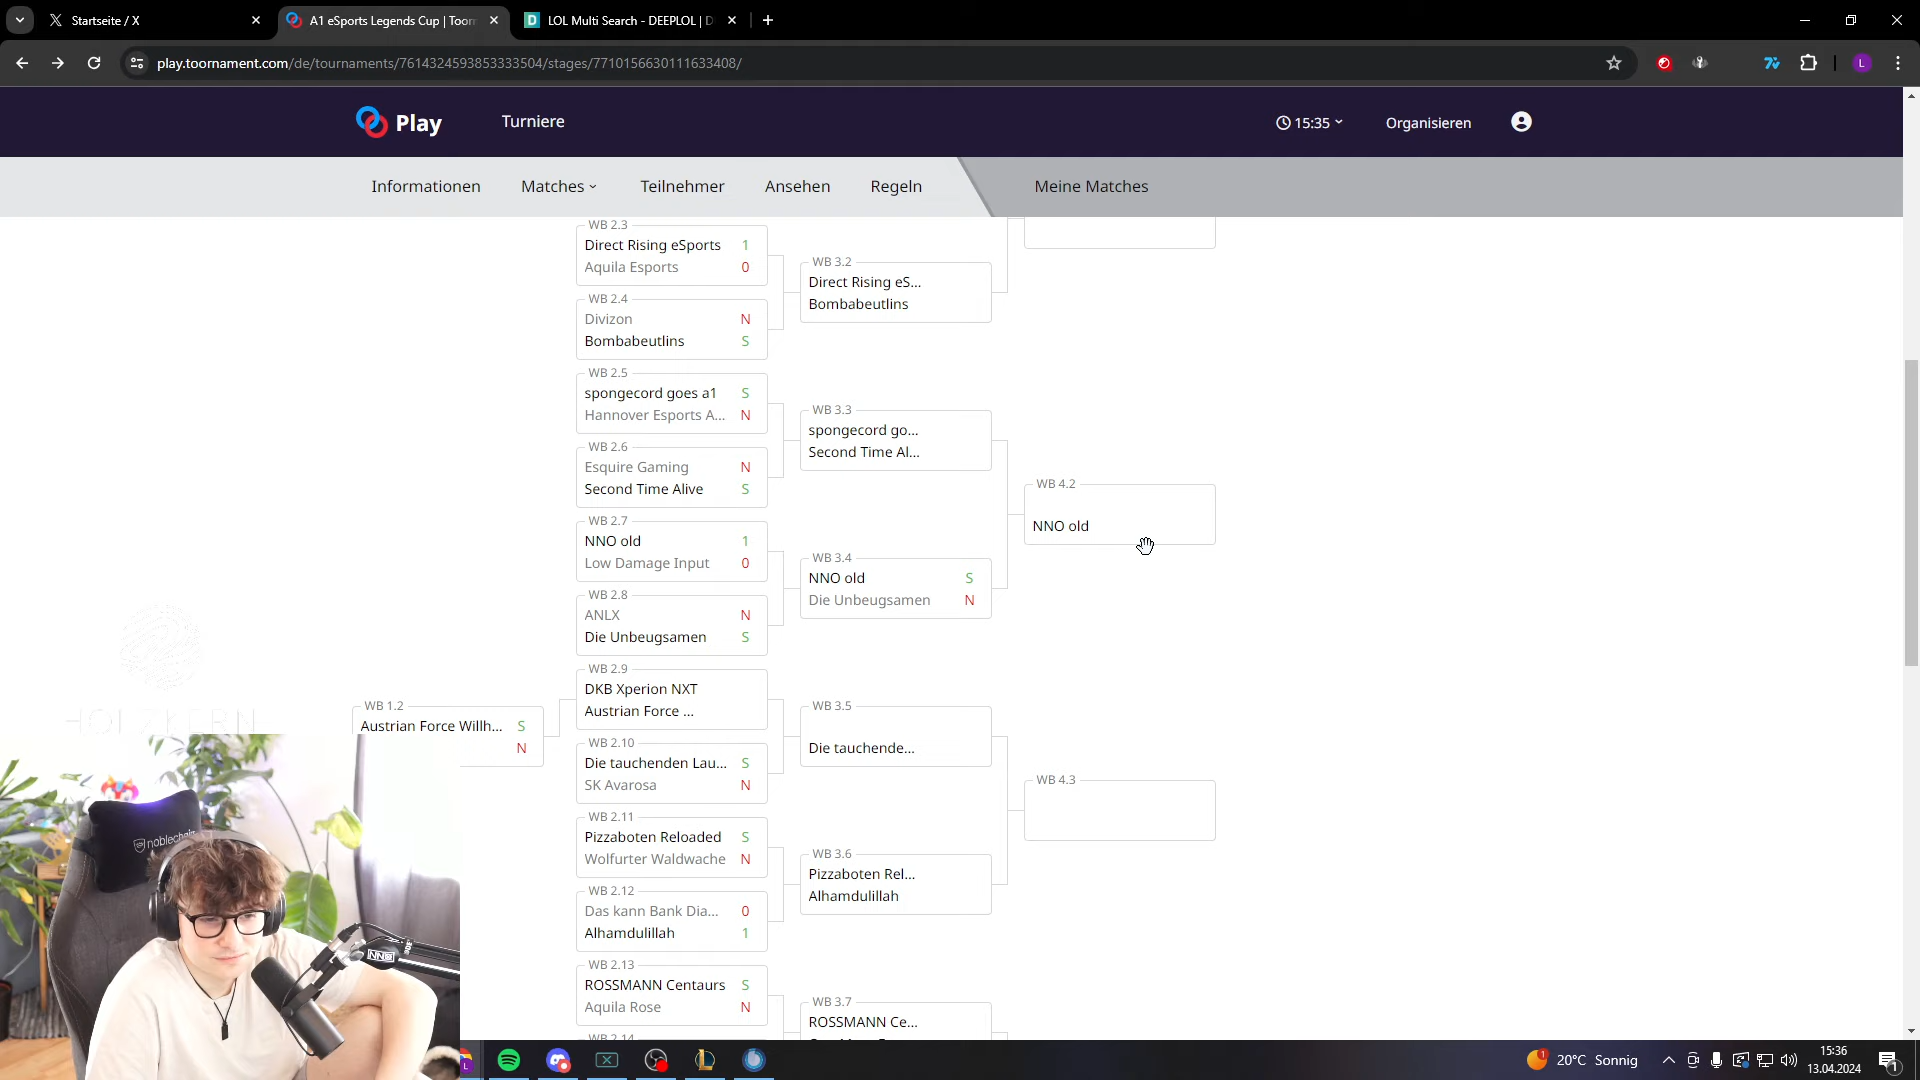 Startseite / X
A1 eSports Legends Cup | Toor
LOL Multi Search - DEEPLOL | D
play.toornament.com/de/tournaments/7614324593853333504/stages/7710156630111633408/
L
Play
Turniere
15:35
Organisieren
Informationen
Matches
Teilnehmer
Ansehen
Regeln
Meine Matches
WB 2.3
Direct Rising eSports 1
Aquila Esports 0
WB 3.2
Direct Rising eS...
Bombabeutlins
WB 2.4
Divizon N
Bombabeutlins S
WB 2.5
spongecord goes a1 S
Hannover Esports A... N
WB 3.3
spongecord go...
Second Time Al...
WB 2.6
Esquire Gaming N
Second Time Alive S
WB 4.2
NNO old
WB 2.7
NNO old 1
Low Damage Input 0
WB 3.4
NNO old S
Die Unbeugsamen N
WB 2.8
ANLX N
Die Unbeugsamen S
WB 2.9
DKB Xperion NXT
Austrian Force ...
WB 1.2
Austrian Force Willh... S
N
WB 3.5
Die tauchende...
WB 2.10
Die tauchenden Lau... S
SK Avarosa N
WB 4.3
WB 2.11
Pizzaboten Reloaded S
Wolfurter Waldwache N
WB 3.6
Pizzaboten Rel...
Alhamdulillah
WB 2.12
Das kann Bank Dia... 0
Alhamdulillah 1
WB 2.13
ROSSMANN Centaurs S
Aquila Rose N
WB 3.7
ROSSMANN Ce...
WB 2.14
HOLZKERN
noblechairs
NNO
1
20°C Sonnig
15:36
13.04.2024
1